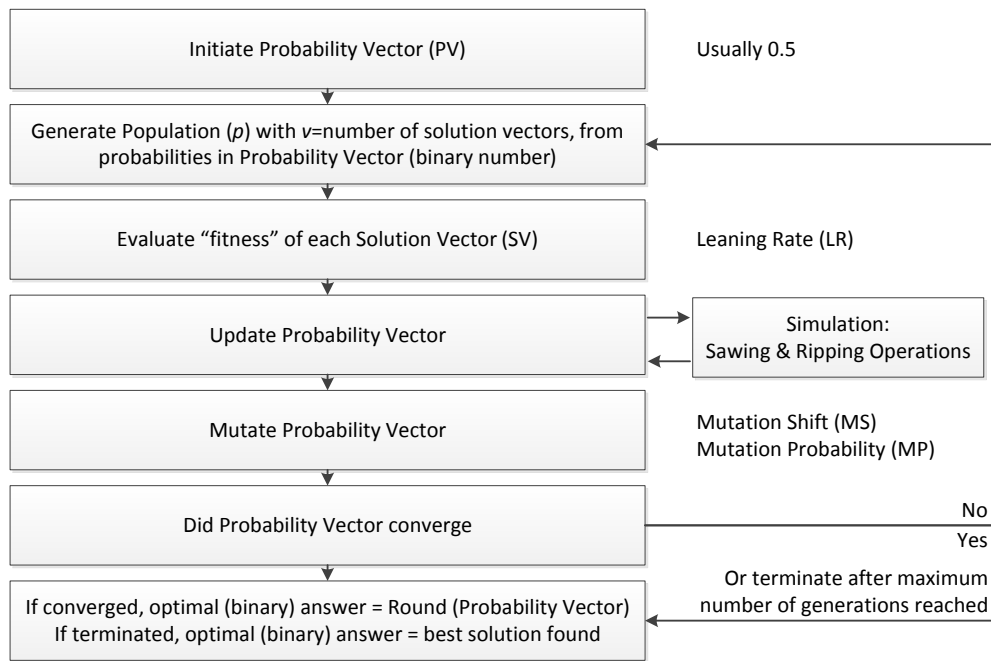 Initiate Probability Vector (PV)
Usually 0.5
Generate Population (p) with v=number of solution vectors, from
probabilities in Probability Vector (binary number)
Evaluate “fitness” of each Solution Vector (SV)
Leaning Rate (LR)
Update Probability Vector
Simulation:
Sawing & Ripping Operations
Mutate Probability Vector
Mutation Shift (MS)
Mutation Probability (MP)
Did Probability Vector converge
No
Yes
Or terminate after maximum
number of generations reached
If converged, optimal (binary) answer = Round (Probability Vector)
If terminated, optimal (binary) answer = best solution found